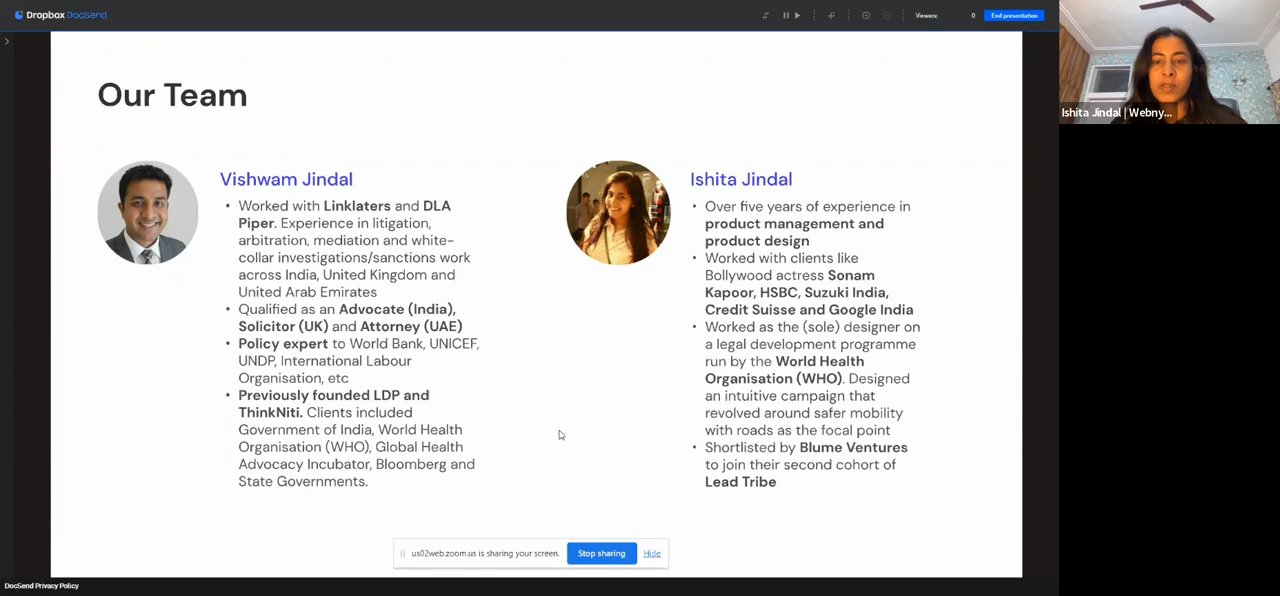 Dropbox DocSend
Viewers:
0
End presentation
Our Team
Vishwam Jindal
• Worked with Linklaters and DLA
Piper. Experience in litigation,
arbitration, mediation and white-
collar investigations/sanctions work
across India, United Kingdom and
United Arab Emirates
• Qualified as an Advocate (India),
Solicitor (UK) and Attorney (UAE)
• Policy expert to World Bank, UNICEF,
UNDP, International Labour
Organisation, etc
• Previously founded LDP and
ThinkNiti. Clients included
Government of India, World Health
Organisation (WHO), Global Health
Advocacy Incubator, Bloomberg and
State Governments.
Ishita Jindal
• Over five years of experience in
product management and
product design
• Worked with clients like
Bollywood actress Sonam
Kapoor, HSBC, Suzuki India,
Credit Suisse and Google India
• Worked as the (sole) designer on
a legal development programme
run by the World Health
Organisation (WHO). Designed
an intuitive campaign that
revolved around safer mobility
with roads as the focal point
• Shortlisted by Blume Ventures
to join their second cohort of
Lead Tribe
us02web.zoom.us is sharing your screen.
Stop sharing
Hide
DocSend Privacy Policy
Ishita Jindal | Webny...